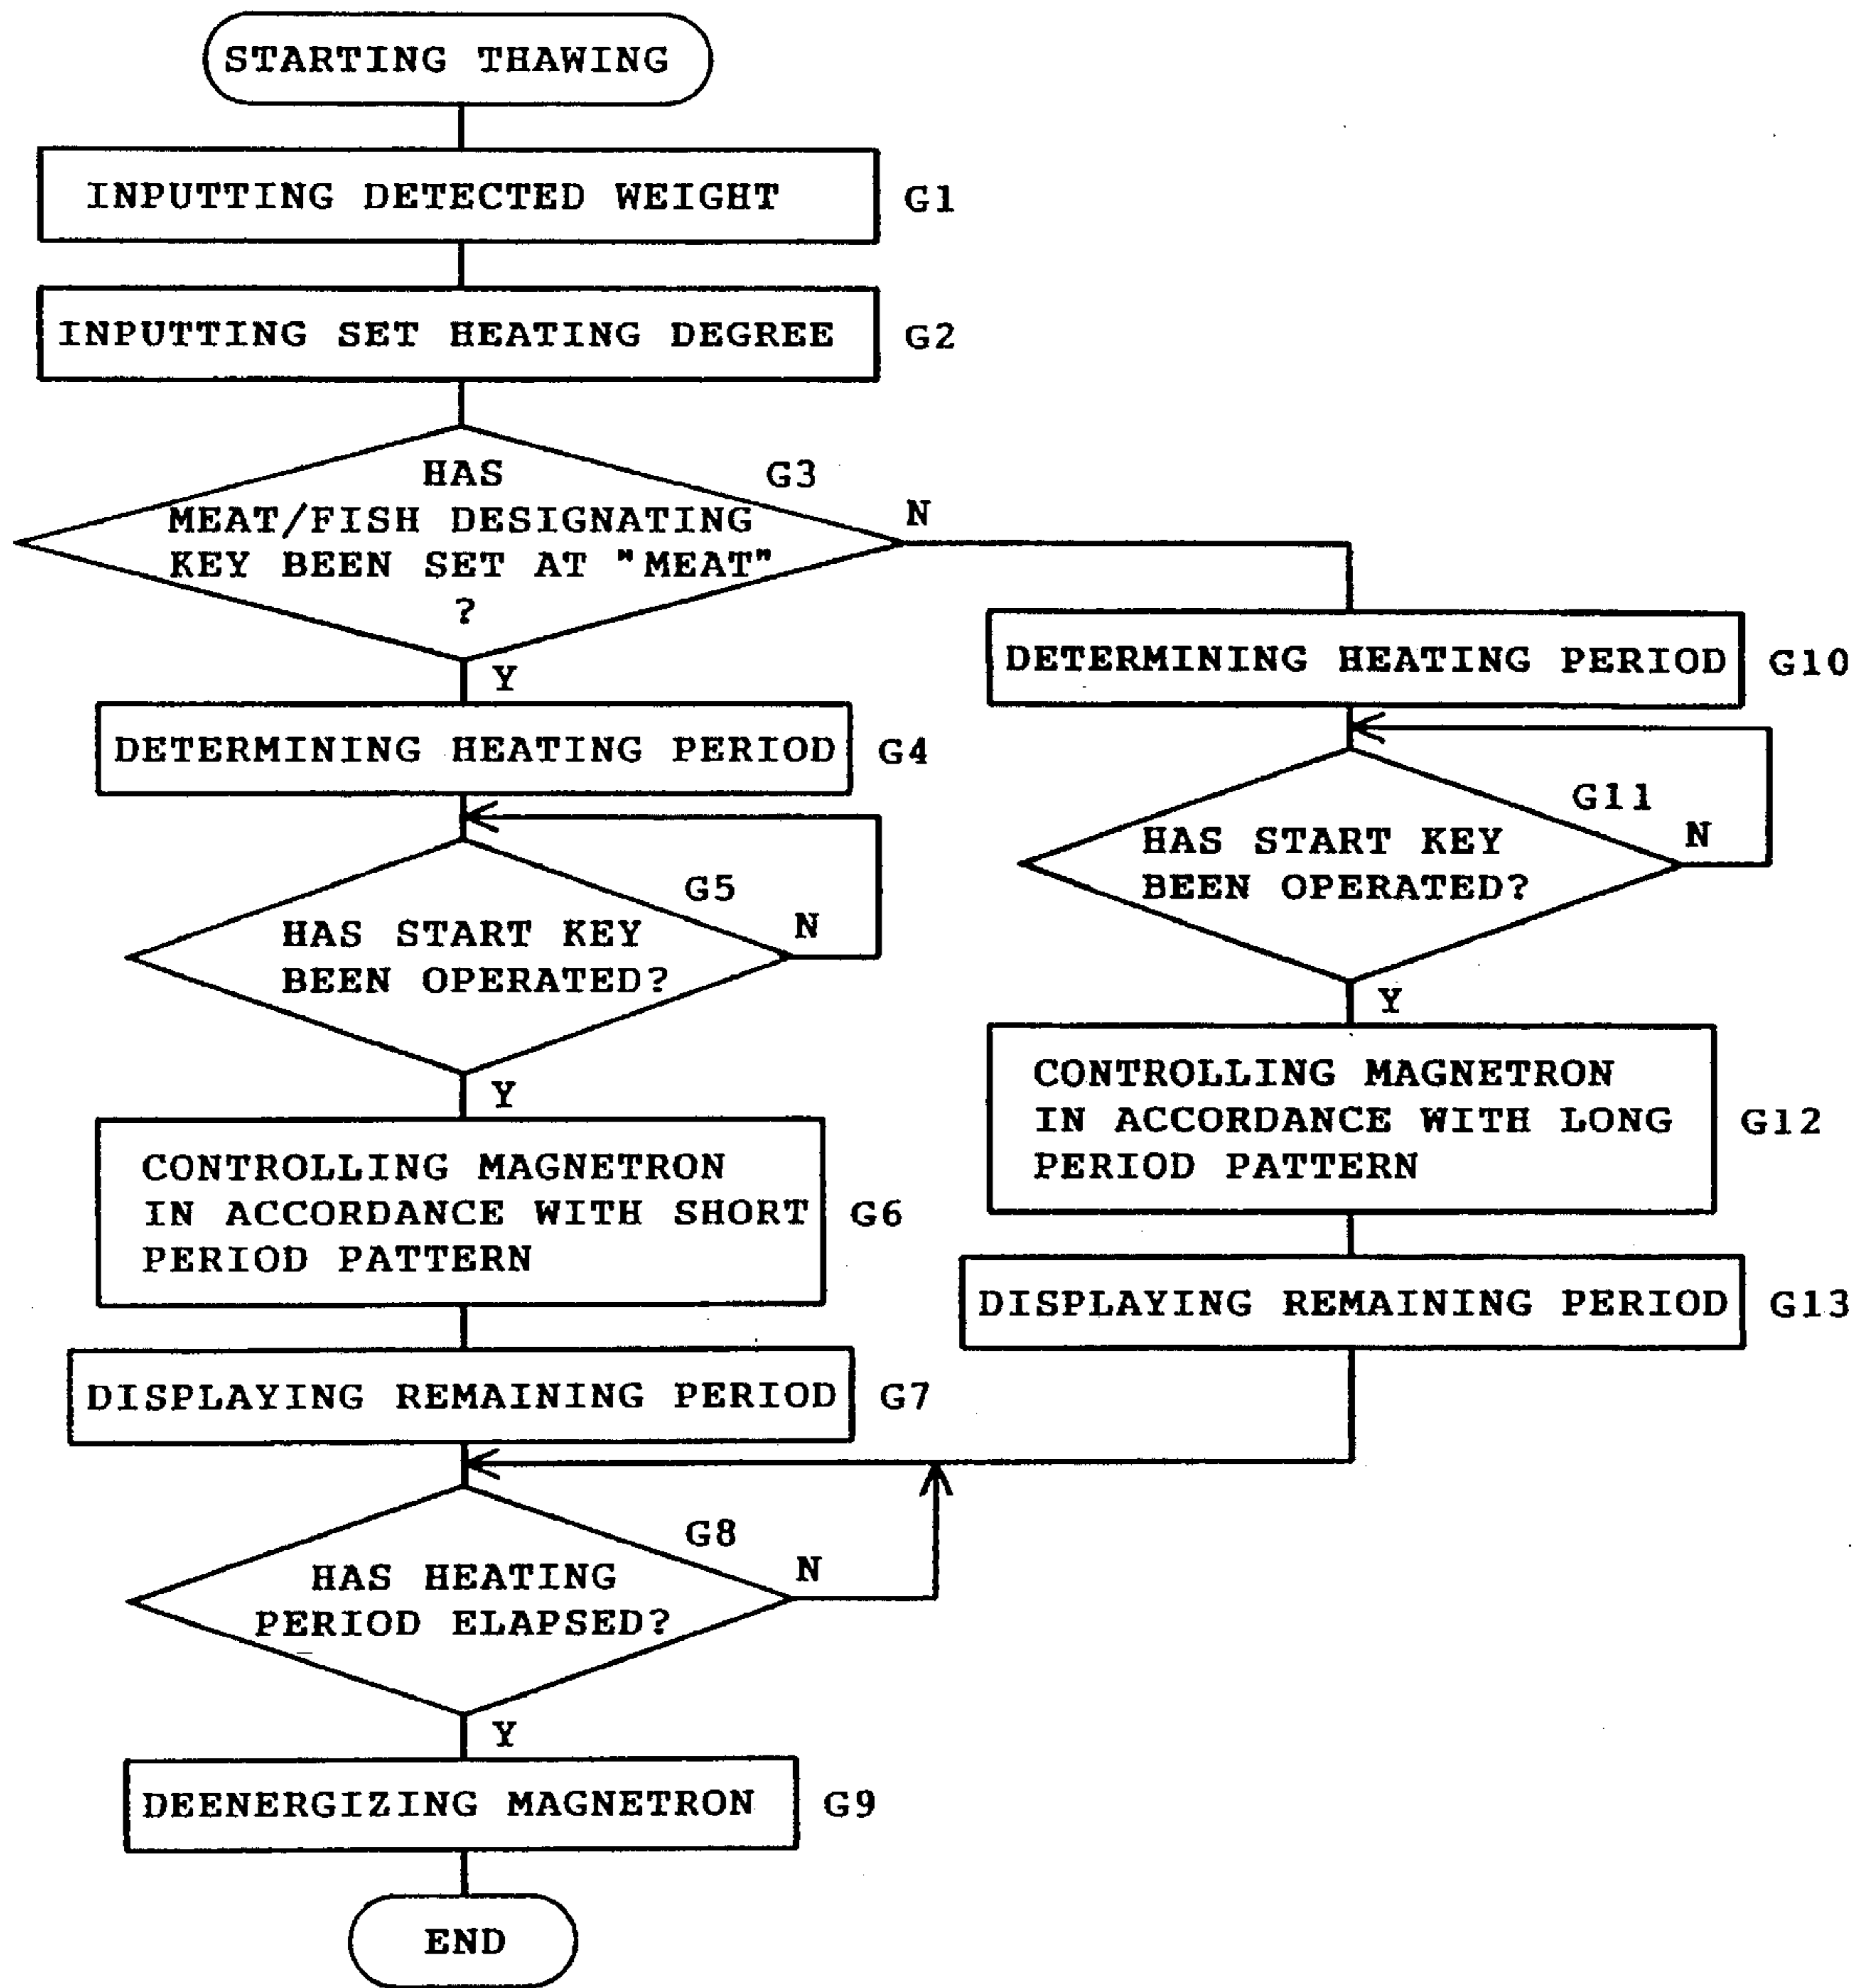 STARTING THAWING
INPUTTING DETECTED WEIGHT
G1
INPUTTING SET HEATING DEGREE
G2
G3
HAS
MEAT/FISH DESIGNATING
KEY BEEN SET AT "MEAT"
?
N
Y
DETERMINING HEATING PERIOD
G4
G5
HAS START KEY
BEEN OPERATED?
N
Y
CONTROLLING MAGNETRON
IN ACCORDANCE WITH SHORT
PERIOD PATTERN
G6
DISPLAYING REMAINING PERIOD
G7
G8
HAS HEATING
PERIOD ELAPSED?
N
Y
DEENERGIZING MAGNETRON
G9
END
DETERMINING HEATING PERIOD
G10
G11
HAS START KEY
BEEN OPERATED?
N
Y
CONTROLLING MAGNETRON
IN ACCORDANCE WITH LONG
PERIOD PATTERN
G12
DISPLAYING REMAINING PERIOD
G13